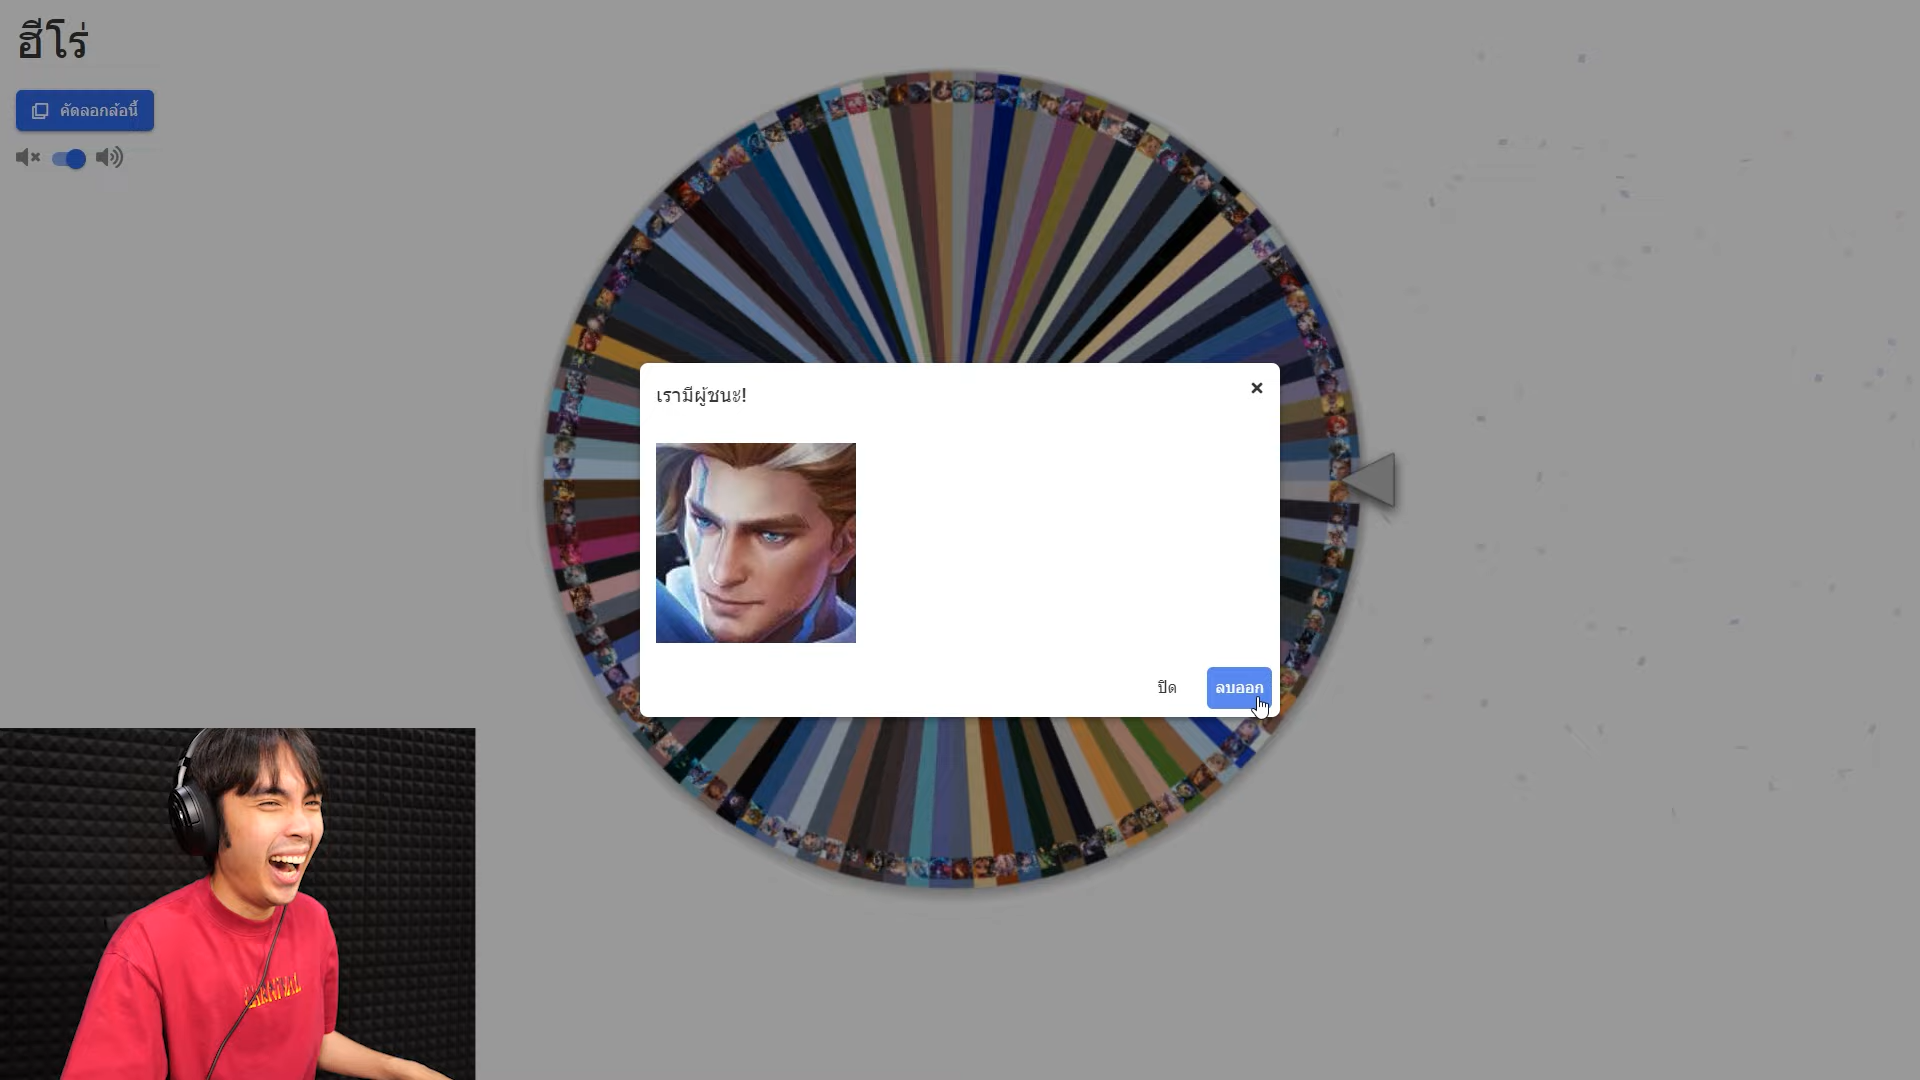 ฮีโร่
คัดลอกล้อนี้
เรามีผู้ชนะ!
ปิด
ลบออก